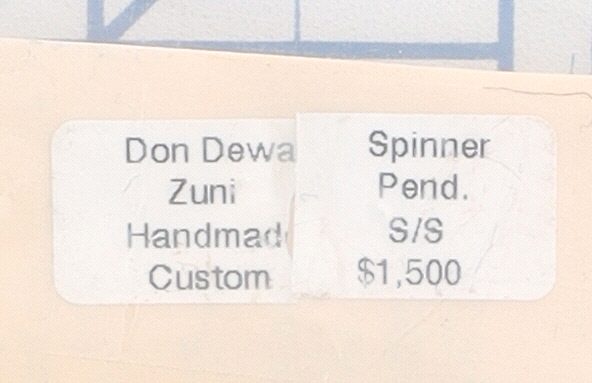 Don Dewa
Zuni
Handmad
Custom
Spinner
Pend.
S/S
$1,500